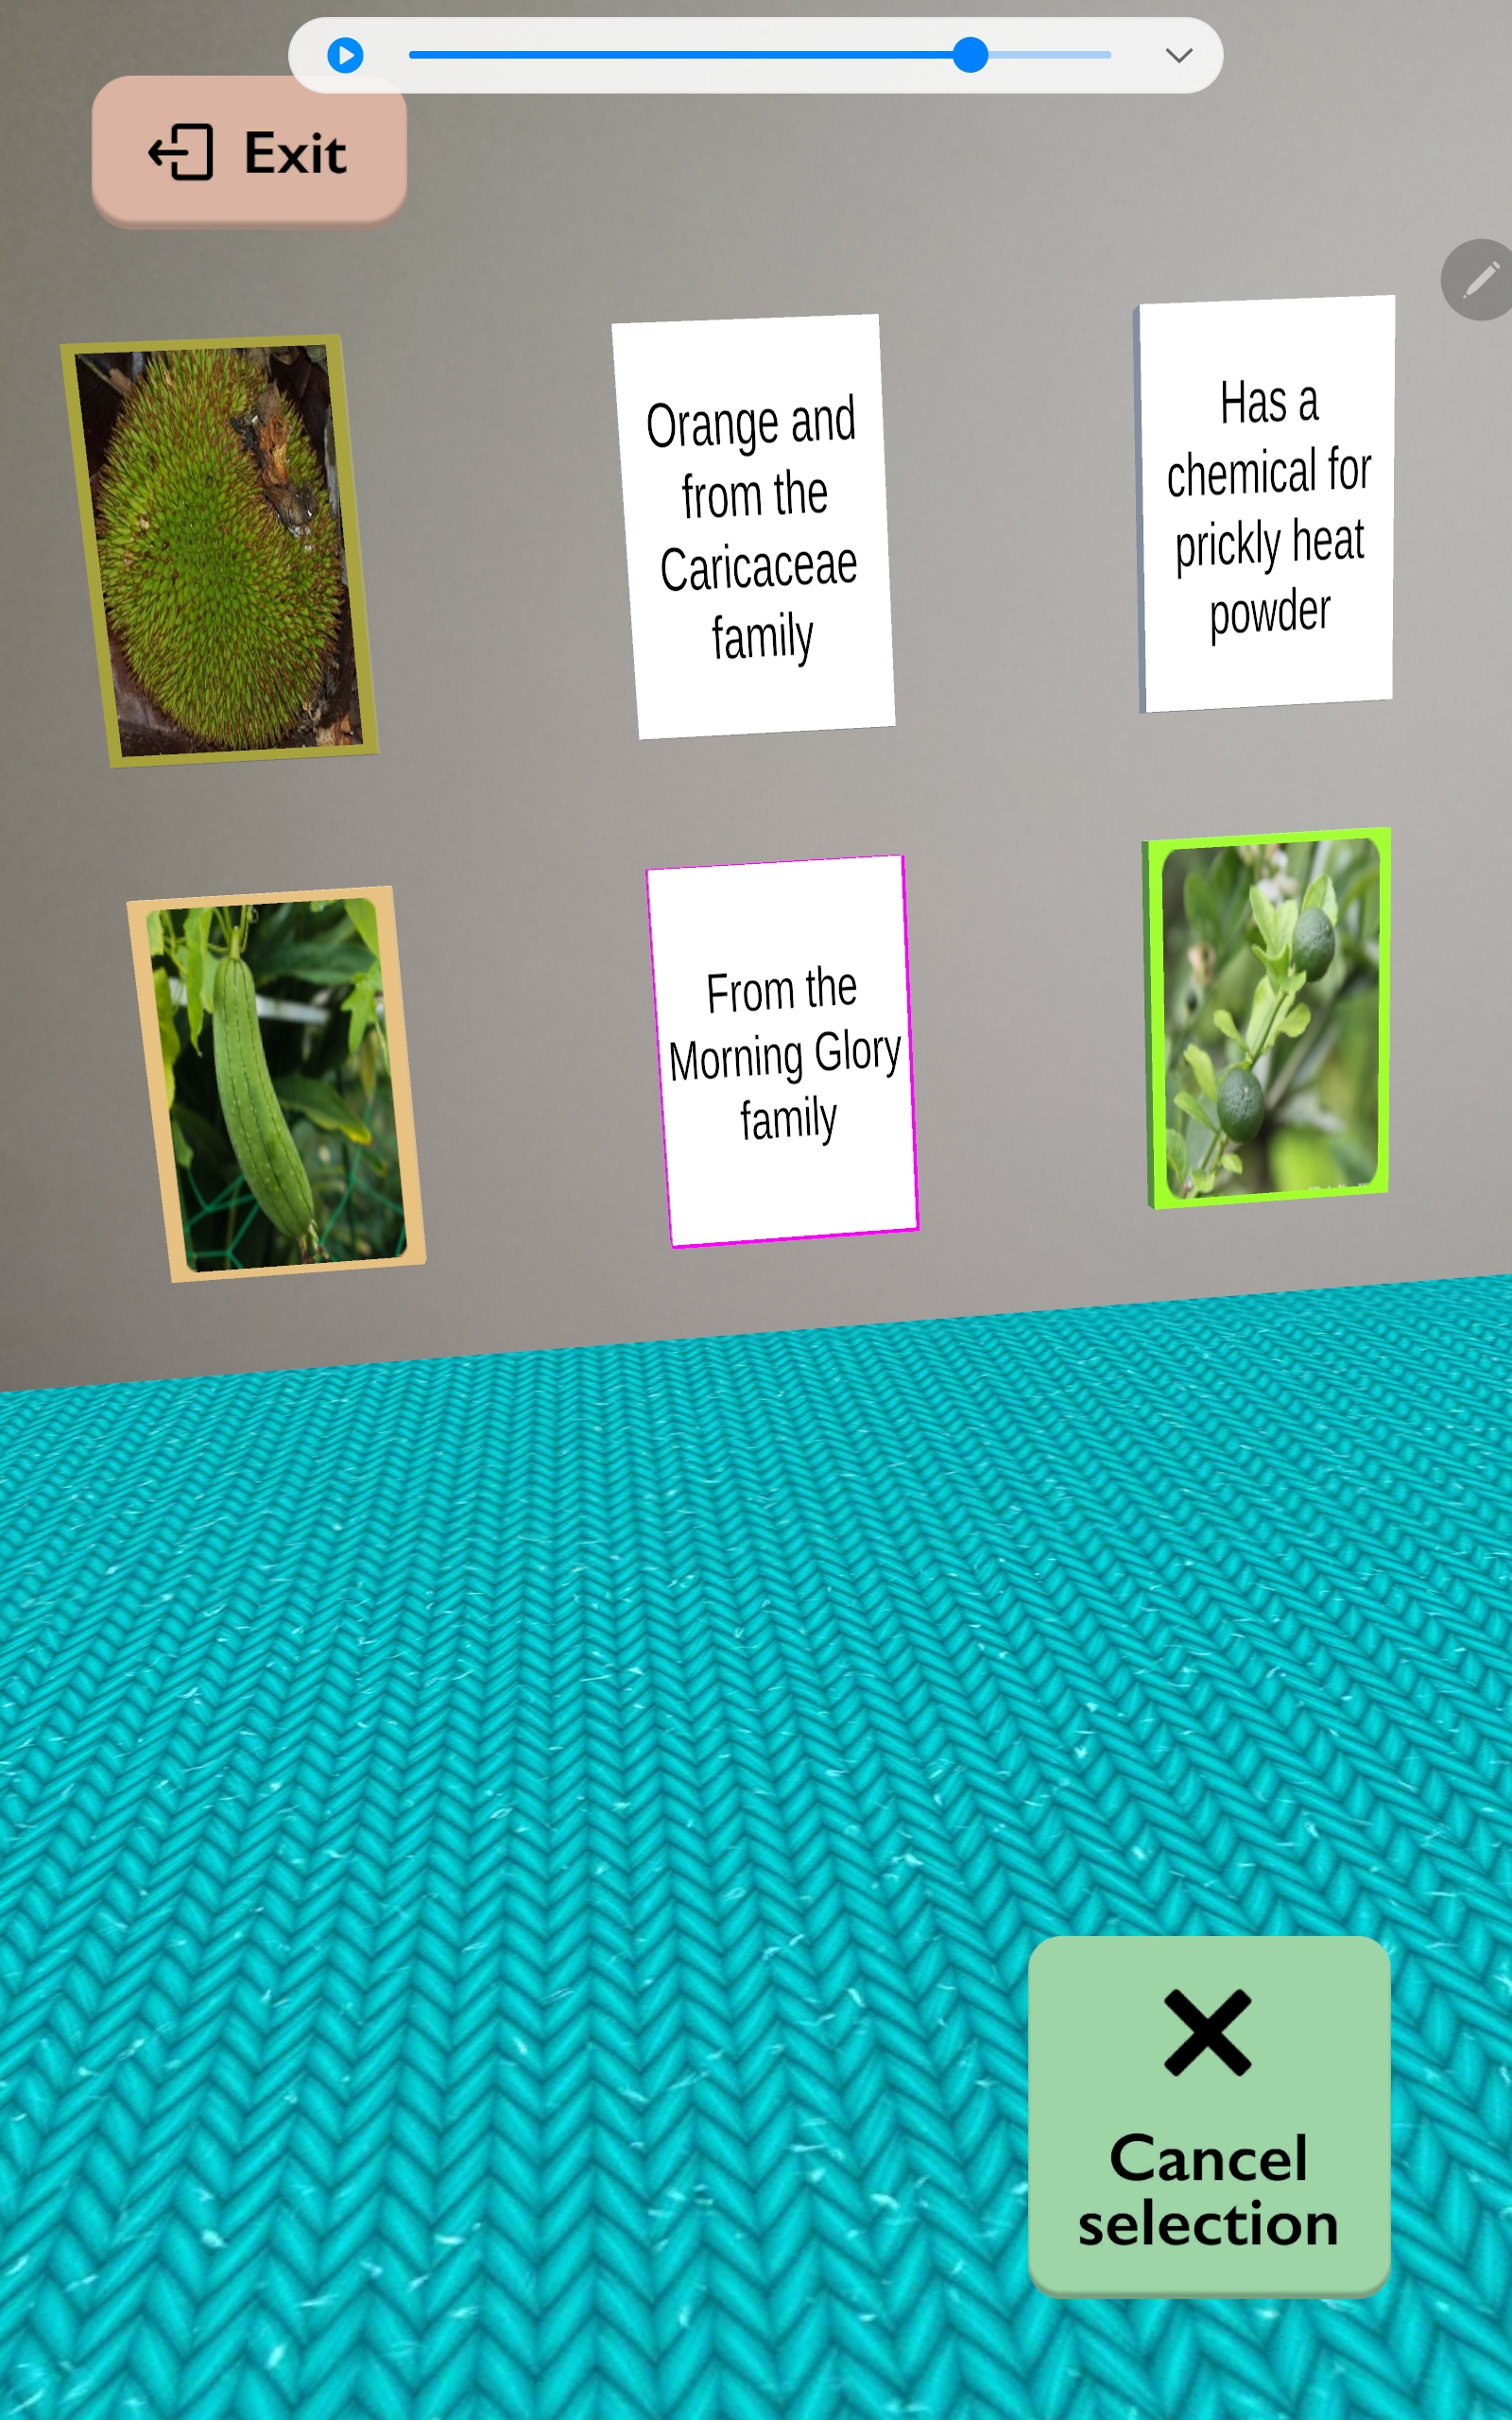 Exit
Orange and
from the
Caricaceae
family
Has a
chemical for
prickly heat
powder
From the
Morning Glory
family
Cancel
selection